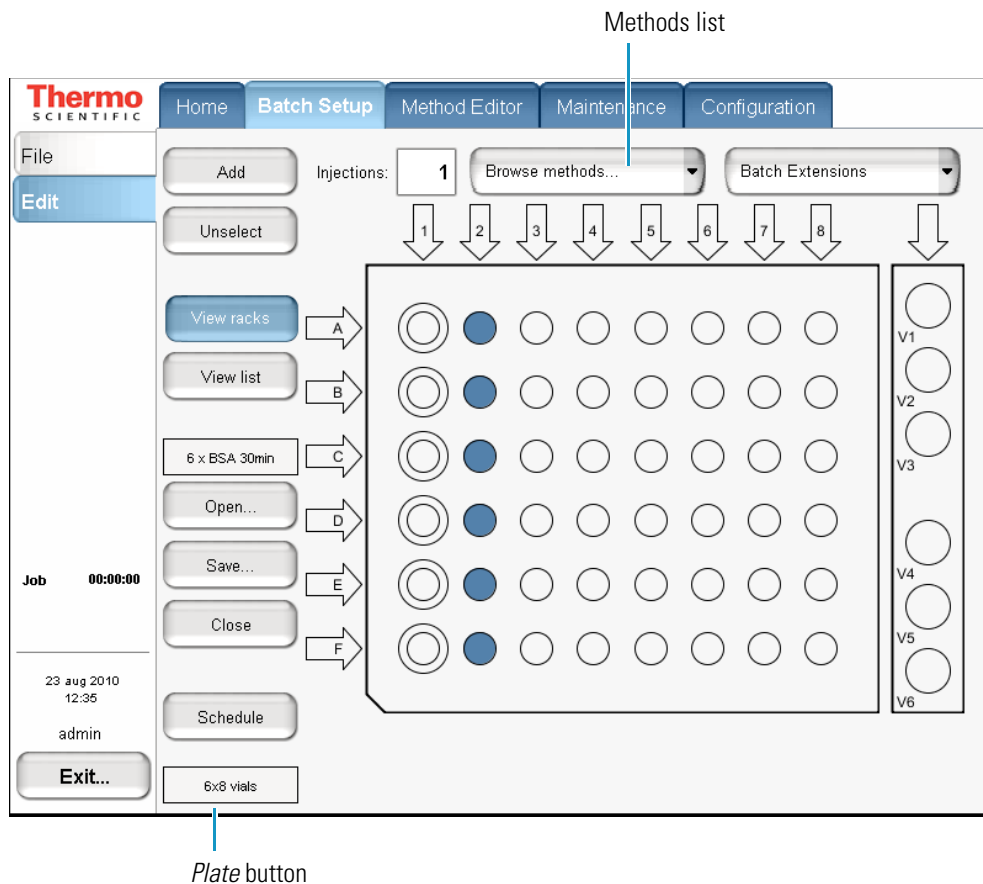 Methods list
Thermo
SCIENTIFIC
Home
Batch Setup
Method Editor
Maintenance
Configuration
File
Edit
Add
Injections:
1
Browse methods...
Batch Extensions
Unselect
1
2
3
4
5
6
7
8
View racks
A
V1
View list
B
V2
6 x BSA 30min
C
V3
Open...
D
Job 00:00:00
Save...
E
V4
Close
F
V5
V6
23 aug 2010
12:35
admin
Schedule
Exit...
6x8 vials
Plate button